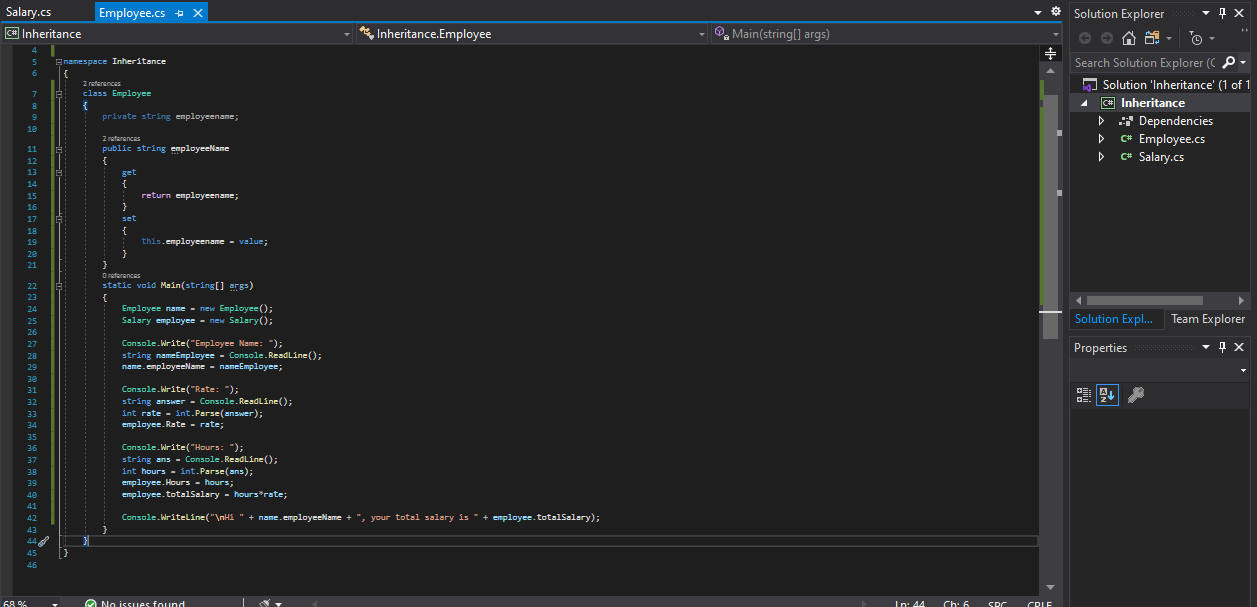 Salary.cs
Employee.cs
Inheritance
Inheritance.Employee
Main(string[] args)
4
5 namespace Inheritance
6 {
2 references
7 class Employee
8 {
9 private string employeename;
10
2 references
11 public string employeeName
12 {
13 get
14 {
15 return employeename;
16 }
17 set
18 {
19 this.employeename = value;
20 }
21 }
0 references
22 static void Main(string[] args)
23 {
24 Employee name = new Employee();
25 Salary employee = new Salary();
26
27 Console.Write("Employee Name: ");
28 string nameEmployee = Console.ReadLine();
29 name.employeeName = nameEmployee;
30
31 Console.Write("Rate: ");
32 string answer = Console.ReadLine();
33 int rate = int.Parse(answer);
34 employee.Rate = rate;
35
36 Console.Write("Hours: ");
37 string ans = Console.ReadLine();
38 int hours = int.Parse(ans);
39 employee.Hours = hours;
40 employee.totalSalary = hours*rate;
41
42 Console.WriteLine("\nHi " + name.employeeName + ", your total salary is " + employee.totalSalary);
43 }
44 }
45 }
46
68 %
No issues found
Ln: 44
Ch: 6
SPC
CRLF
Solution Explorer
Search Solution Explorer (C
Solution 'Inheritance' (1 of 1
C# Inheritance
Dependencies
C# Employee.cs
C# Salary.cs
Solution Expl...
Team Explorer
Properties